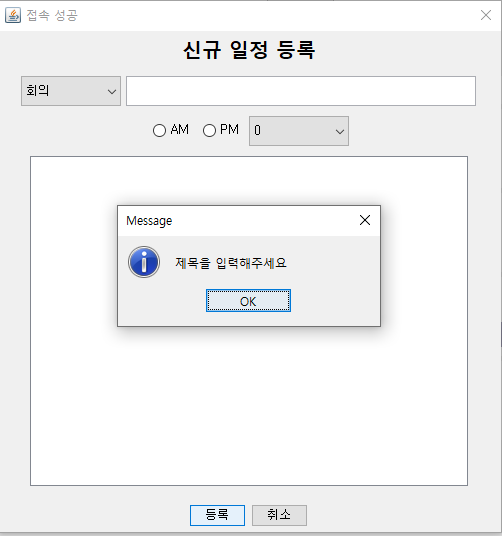 접속 성공
신규 일정 등록
회의
AM PM 0
Message
제목을 입력해주세요
OK
등록 취소